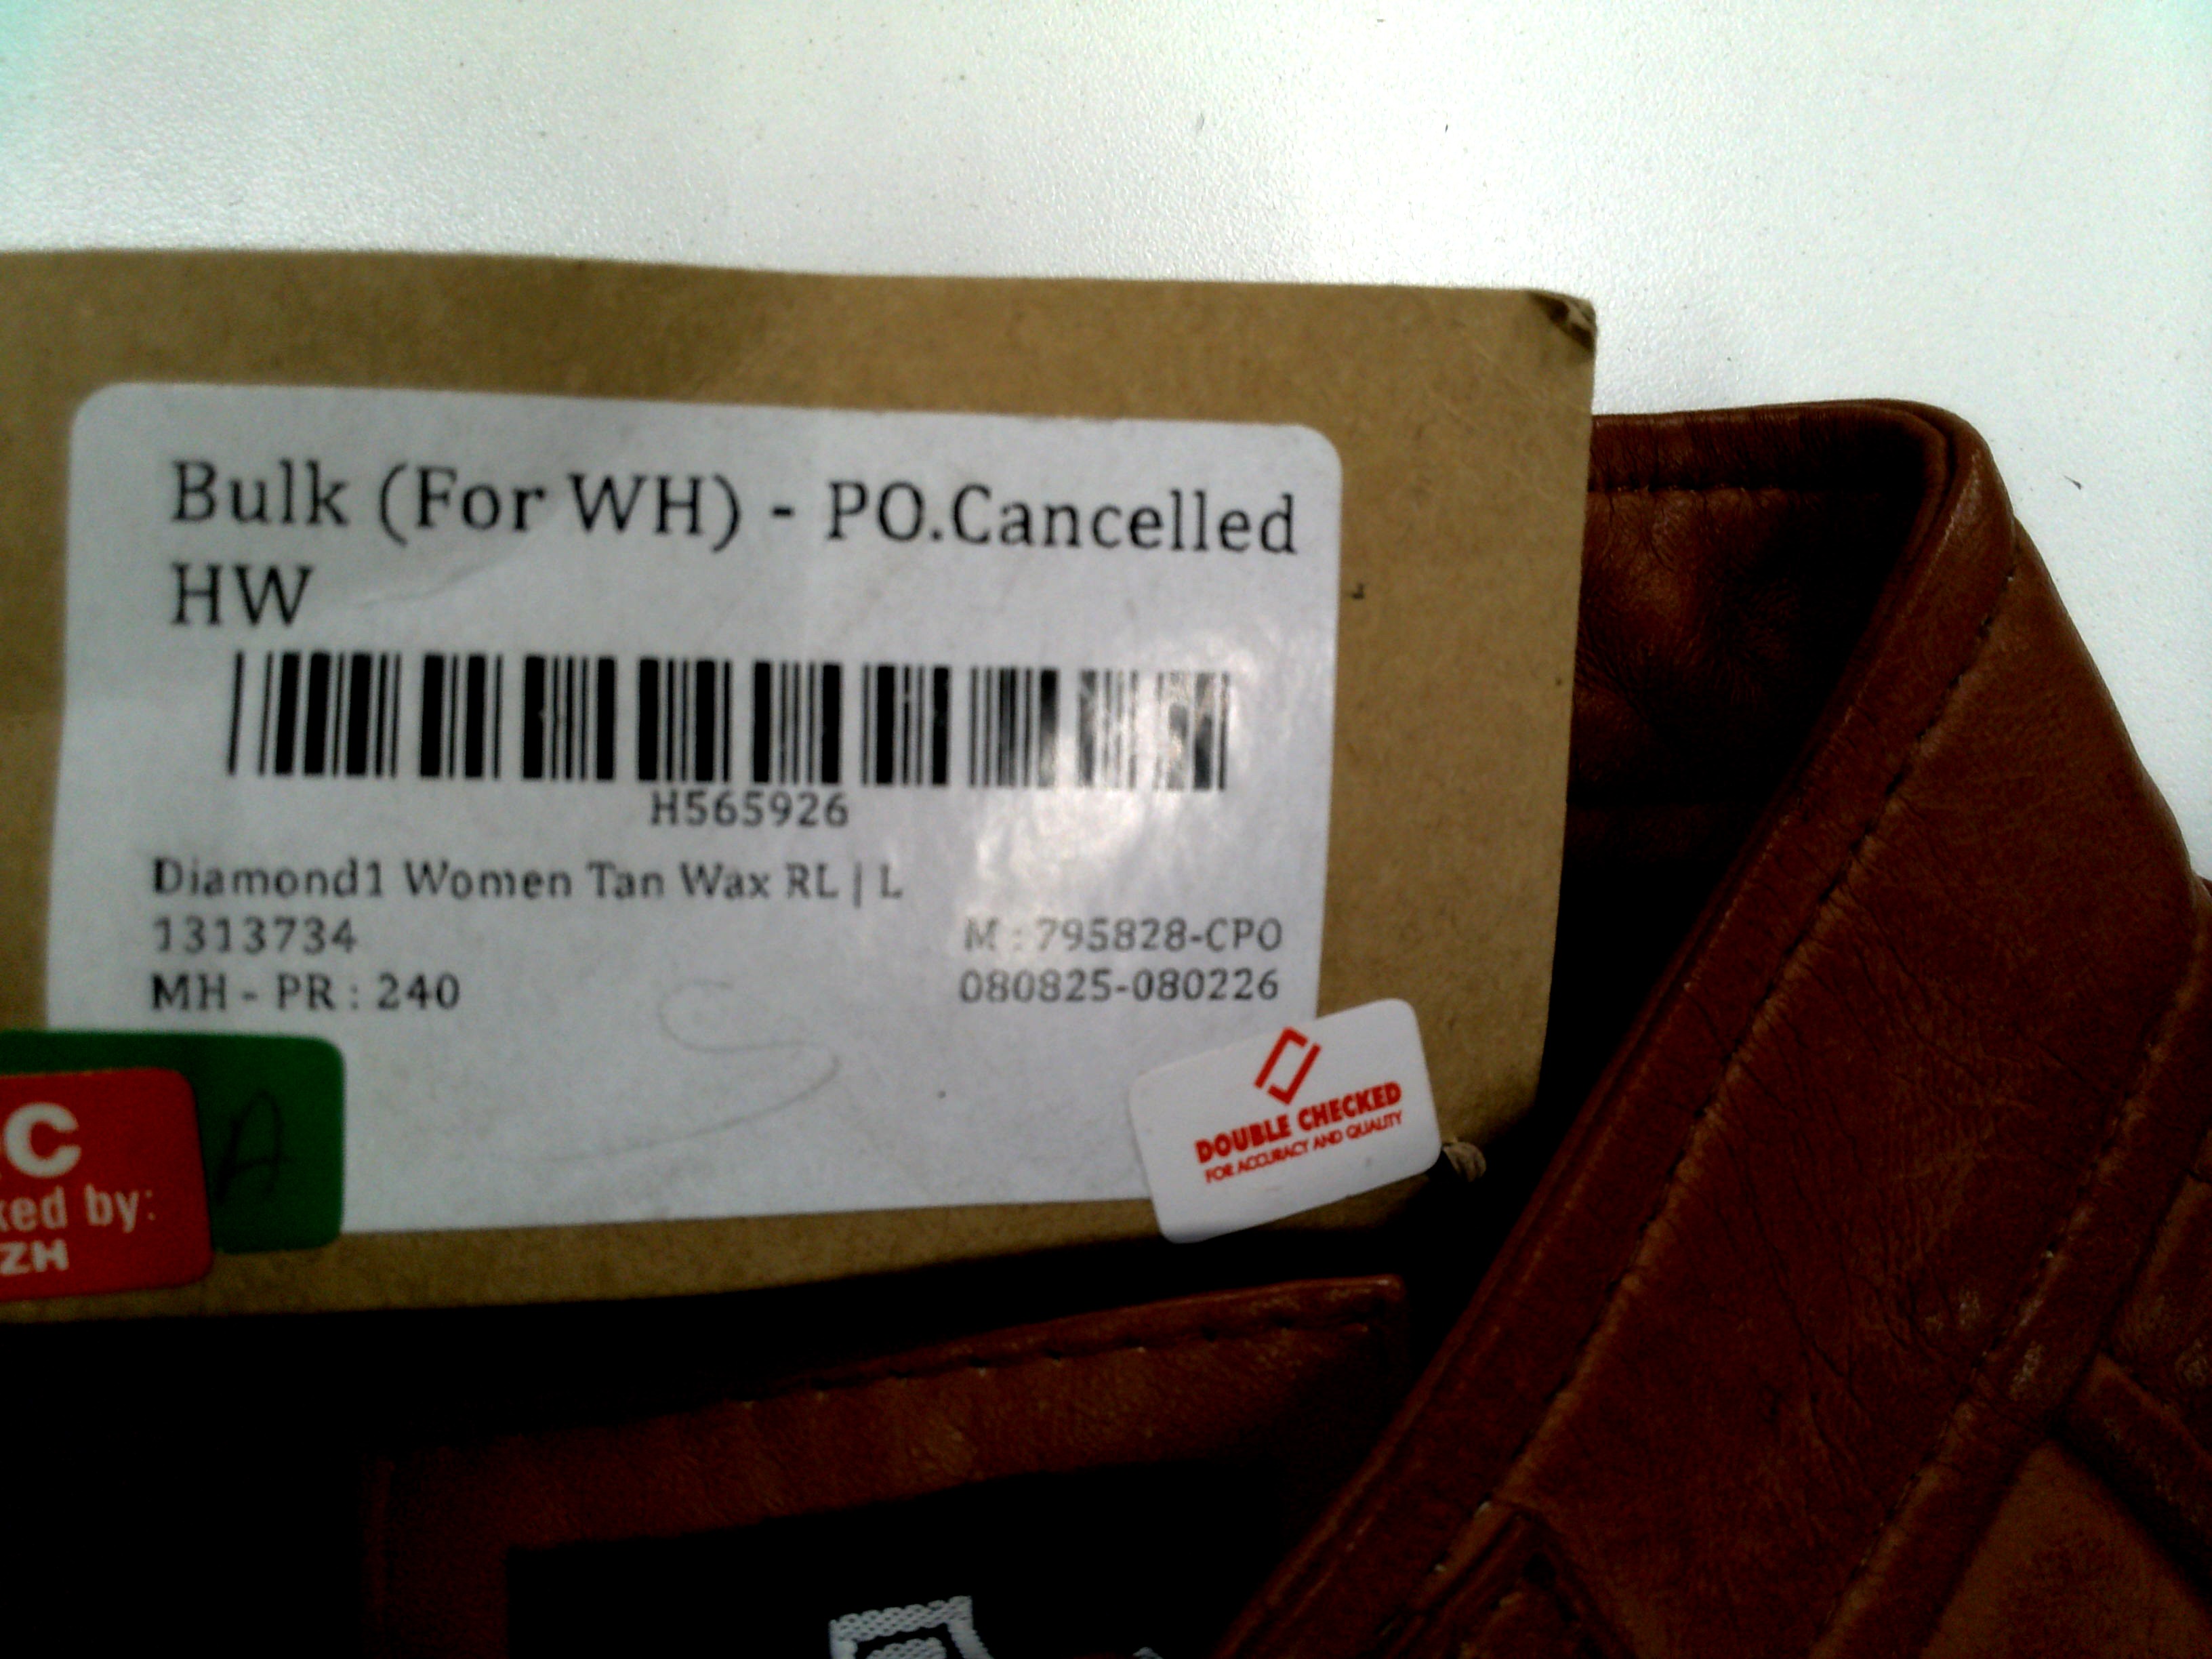 Bulk (For WH) - PO.Cancelled
HW
H565926
Diamond1 Women Tan Wax RL | L
1313734
M : 795828-CPO
MH - PR : 240
080825-080226
S
A
C
ked by:
ZH
DOUBLE CHECKED
FOR ACCURACY AND QUALITY